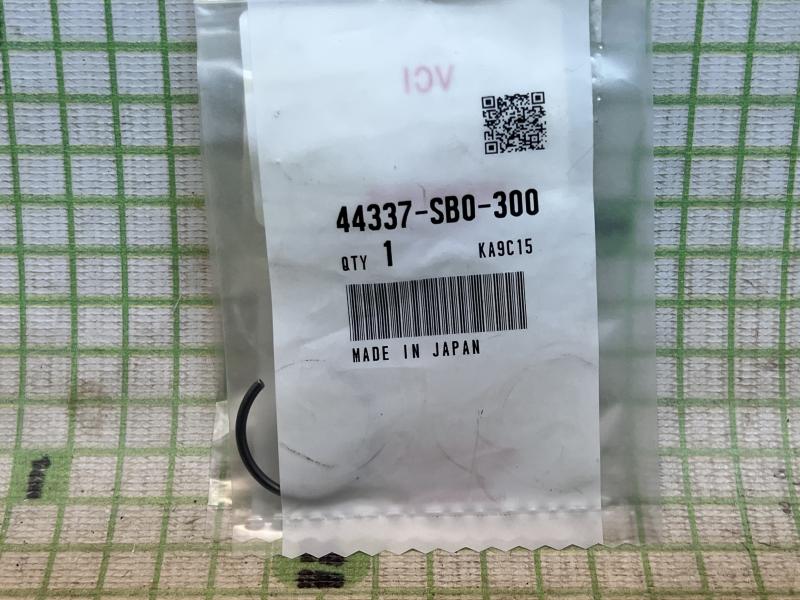 VCI
44337-SB0-300
QTY 1 KA9C15
MADE IN JAPAN